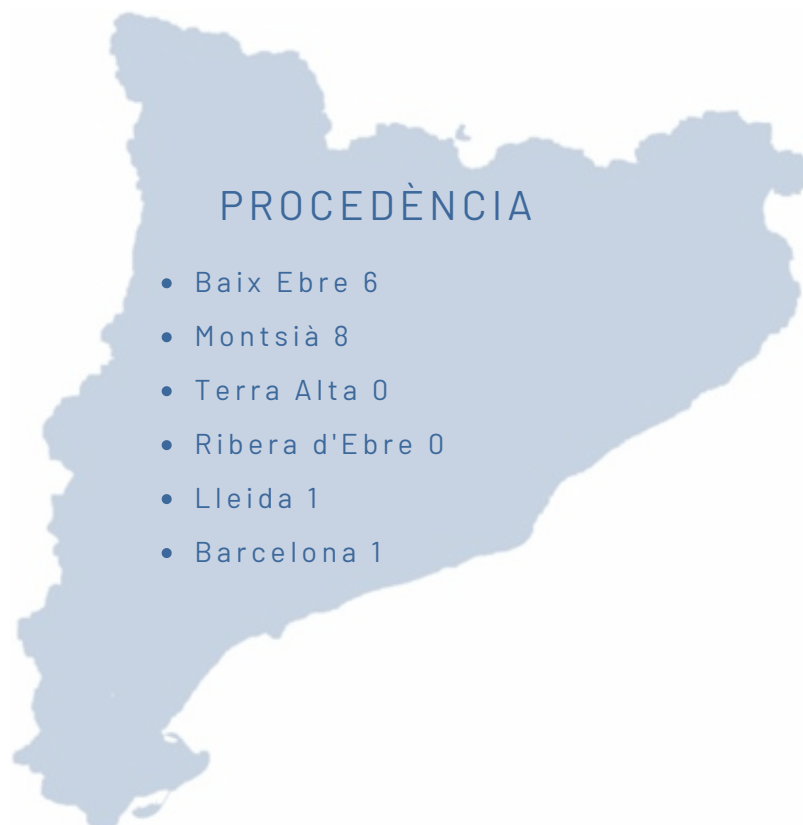 PROCEDÈNCIA
• Baix Ebre 6
• Montsià 8
• Terra Alta 0
• Ribera d'Ebre 0
• Lleida 1
• Barcelona 1